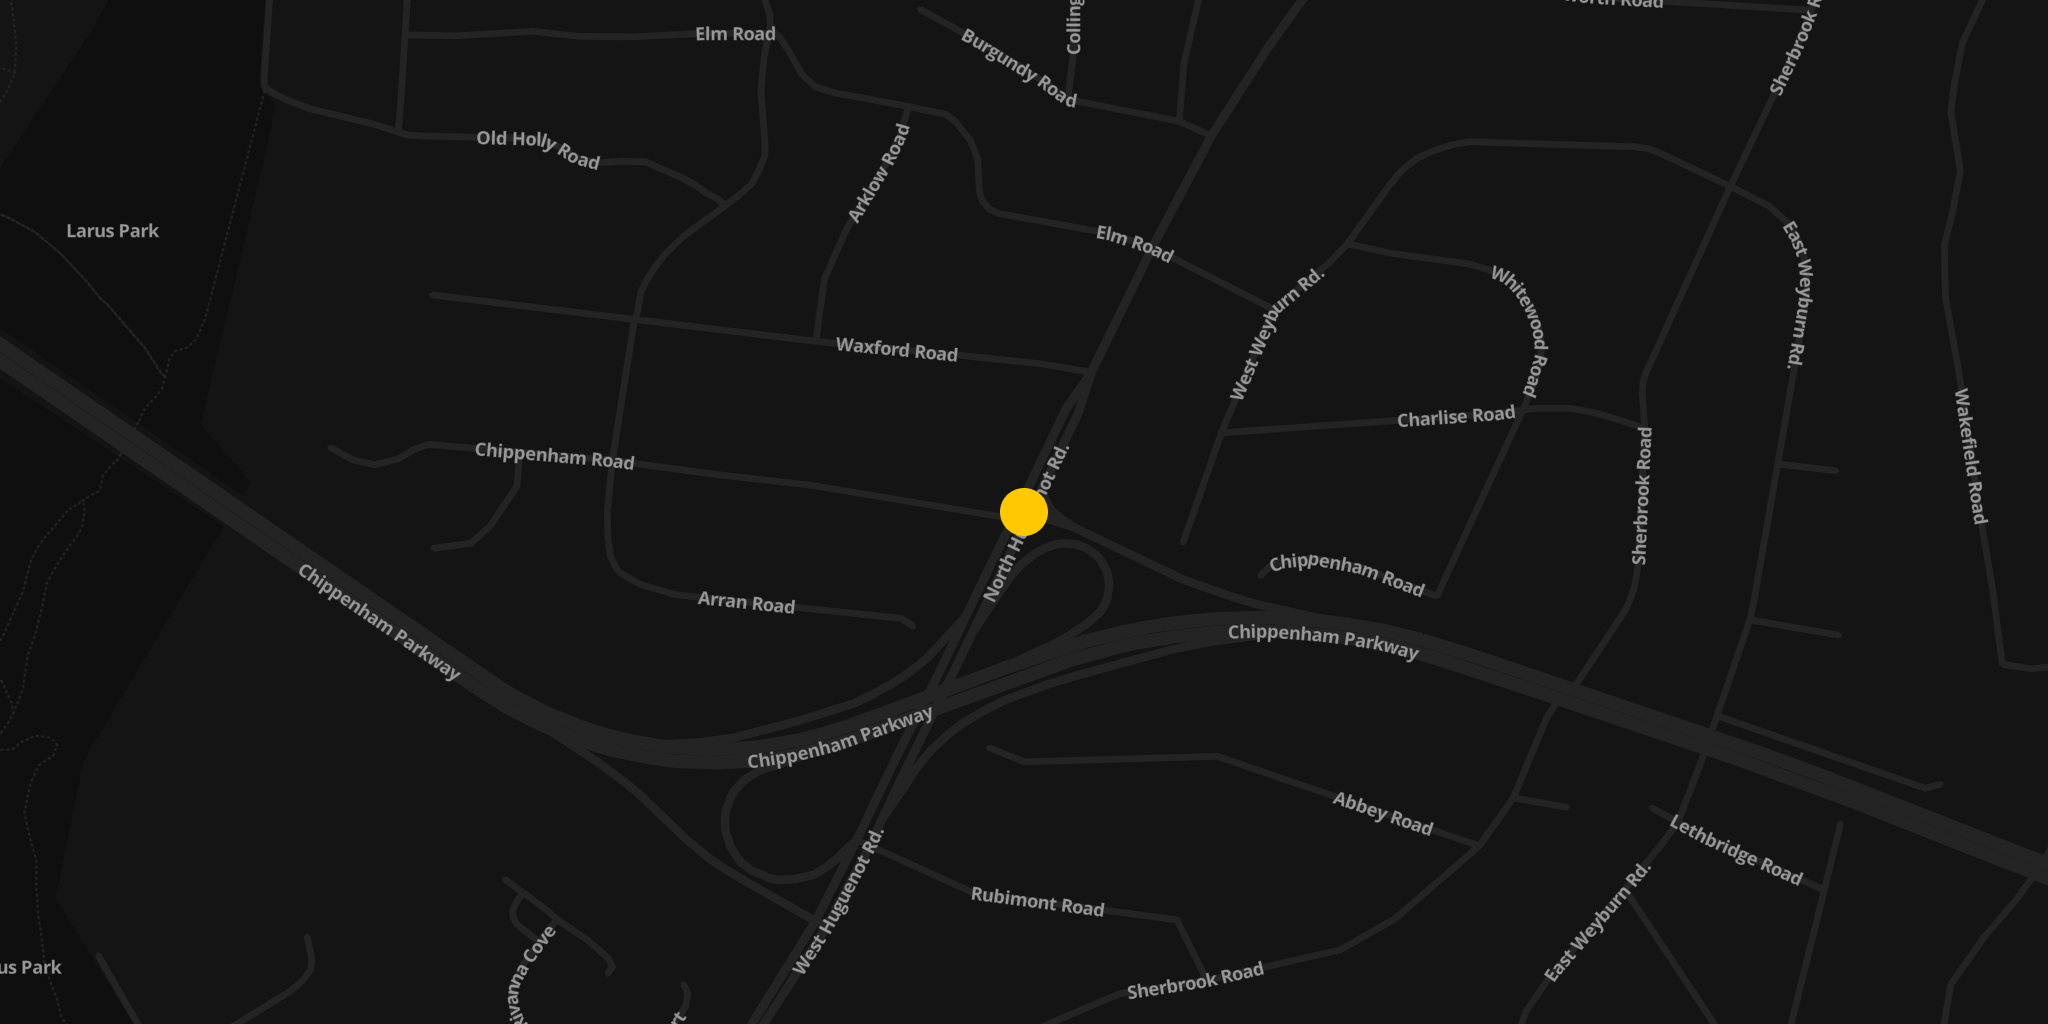 Elm Road
Burgundy Road
Sherbrook
Old Holly Road
Arklow Road
Larus Park
Elm Road
East Weyburn Rd.
West Weyburn Rd.
Whitewood Road
Waxford Road
Charlise Road
Wakefield Road
Chippenham Road
Sherbrook Road
North
Rd.
Chippenham Road
Chippenham Parkway
Arran Road
Chippenham Parkway
Chippenham Parkway
Abbey Road
Lethbridge Road
West Huguenot Rd.
Rubimont Road
East Weyburn Rd.
Cove
Park
Sherbrook Road